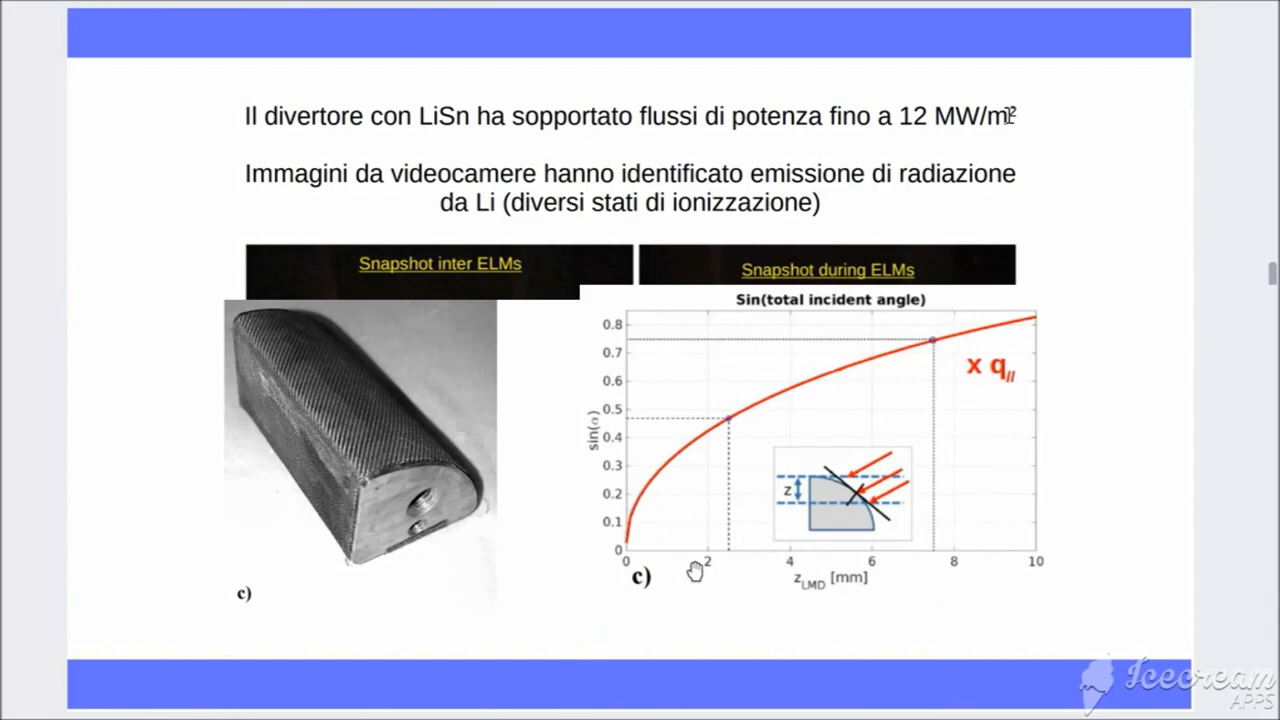 Il divertore con LiSn ha sopportato flussi di potenza fino a 12 MW/m²
Immagini da videocamere hanno identificato emissione di radiazione
da Li (diversi stati di ionizzazione)
Snapshot inter ELMs
Snapshot during ELMs
c)
Sin(total incident angle)
0.8
0.7
0.6
0.5
0.4
0.3
0.2
0.1
0
sin(α)
x q//
z
0 2 4 6 8 10
z_LMD [mm]
c)
Icecream
APPS